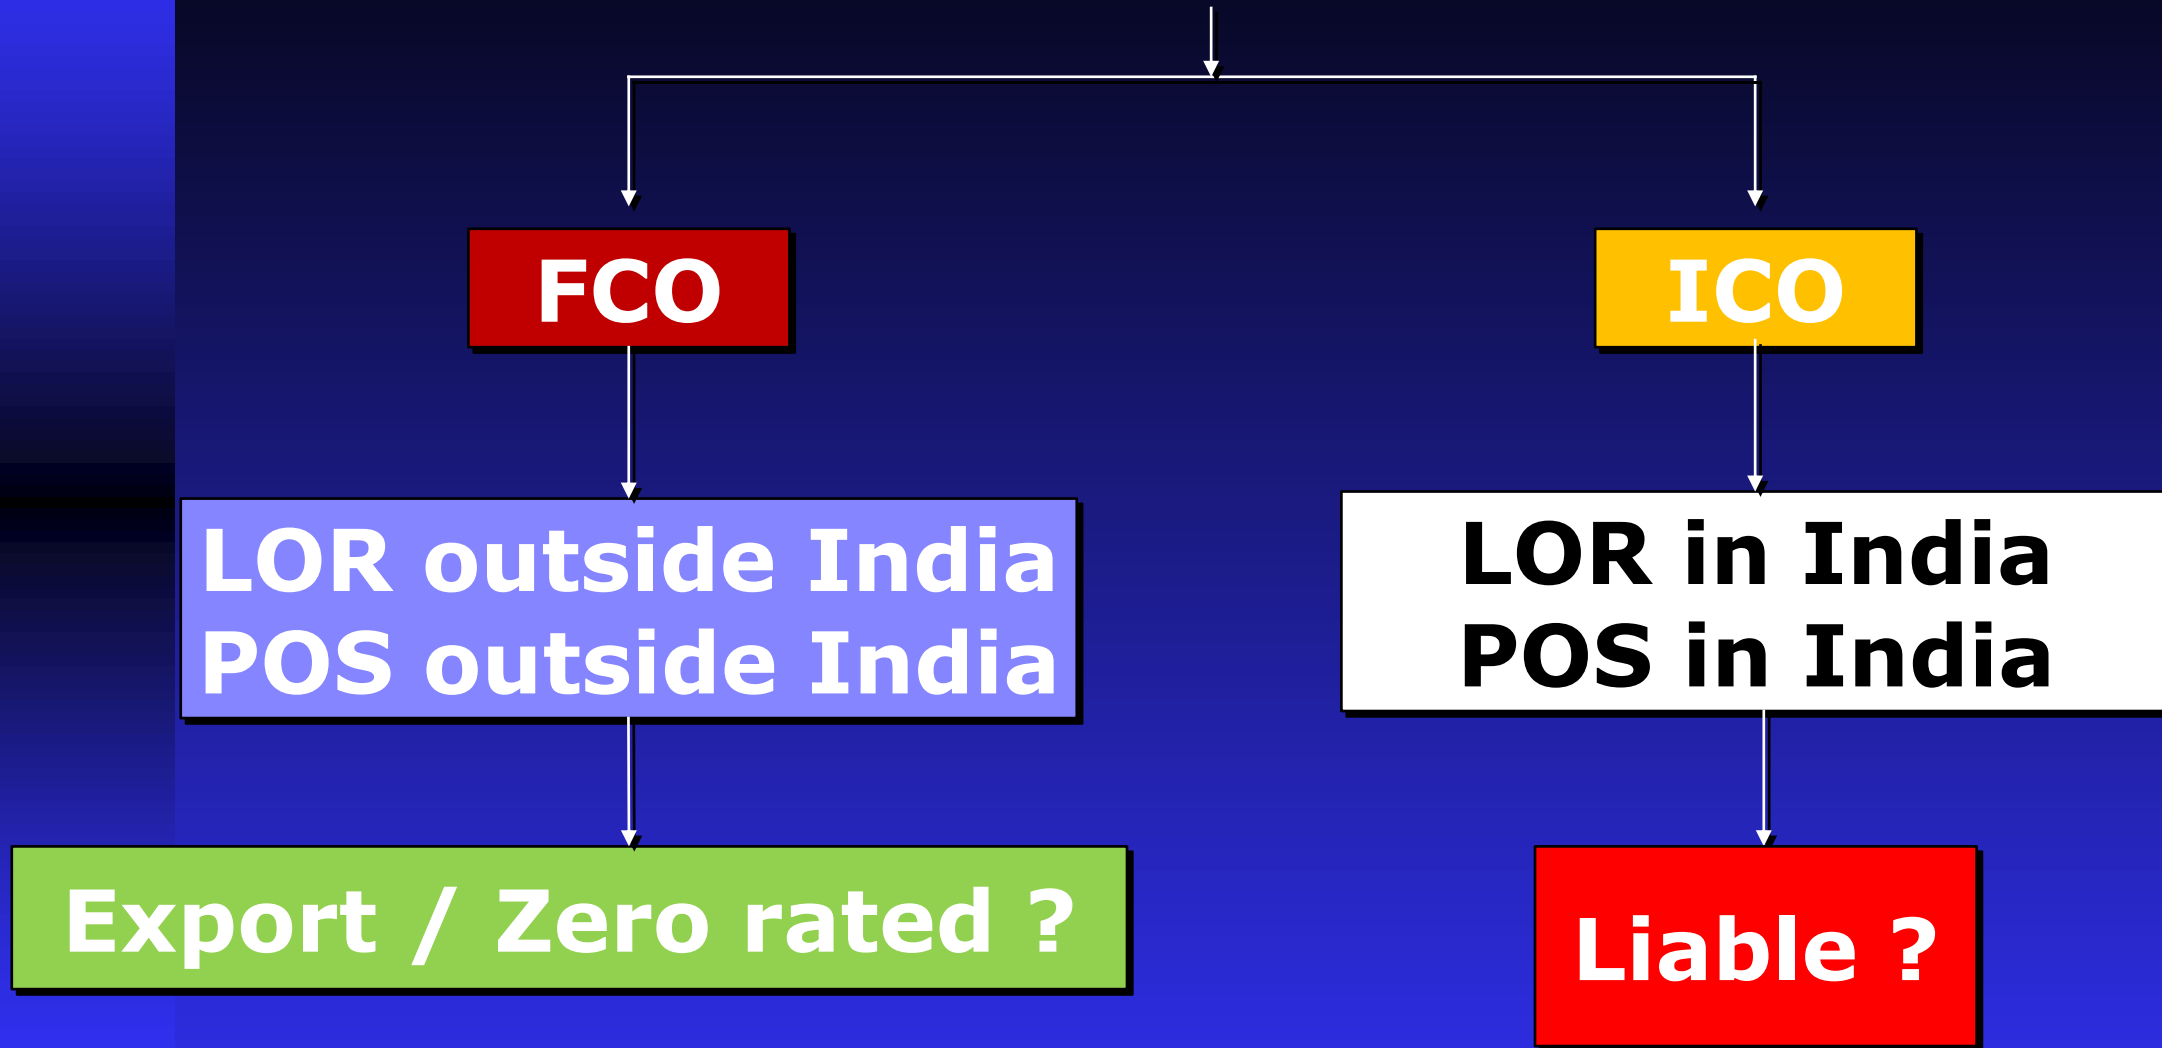 FCO
ICO
LOR outside India
POS outside India
LOR in India
POS in India
Export / Zero rated ?
Liable ?